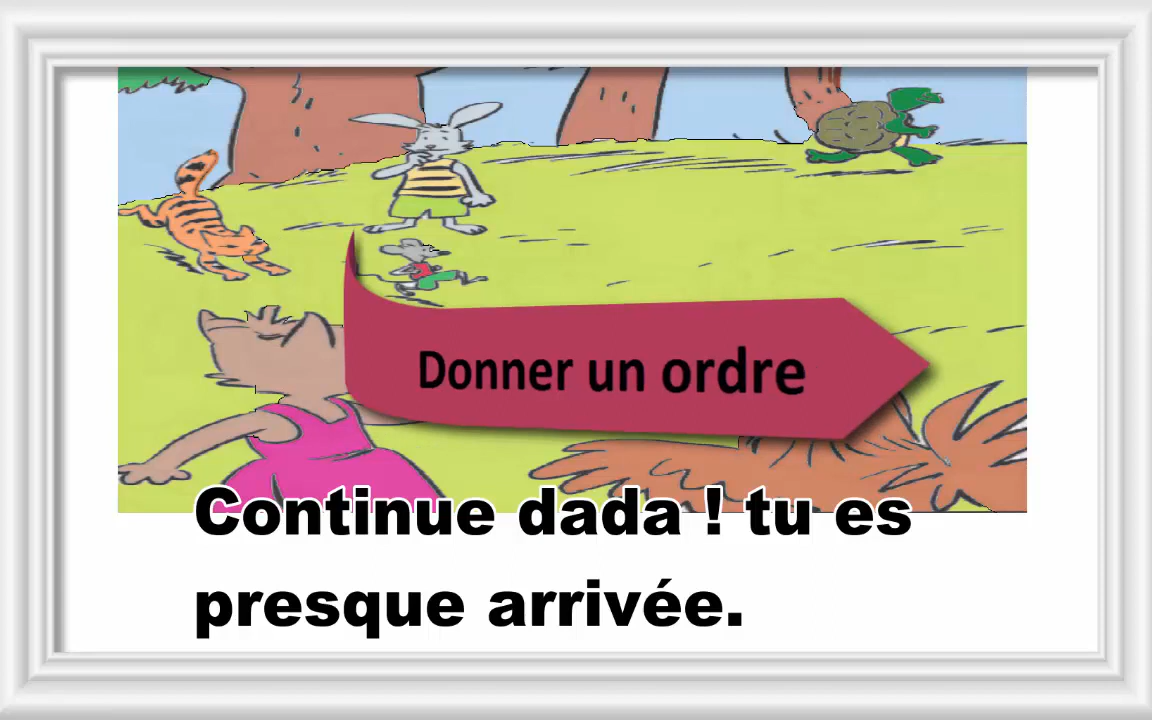 Donner un ordre
Continue dada ! tu es
presque arrivée.